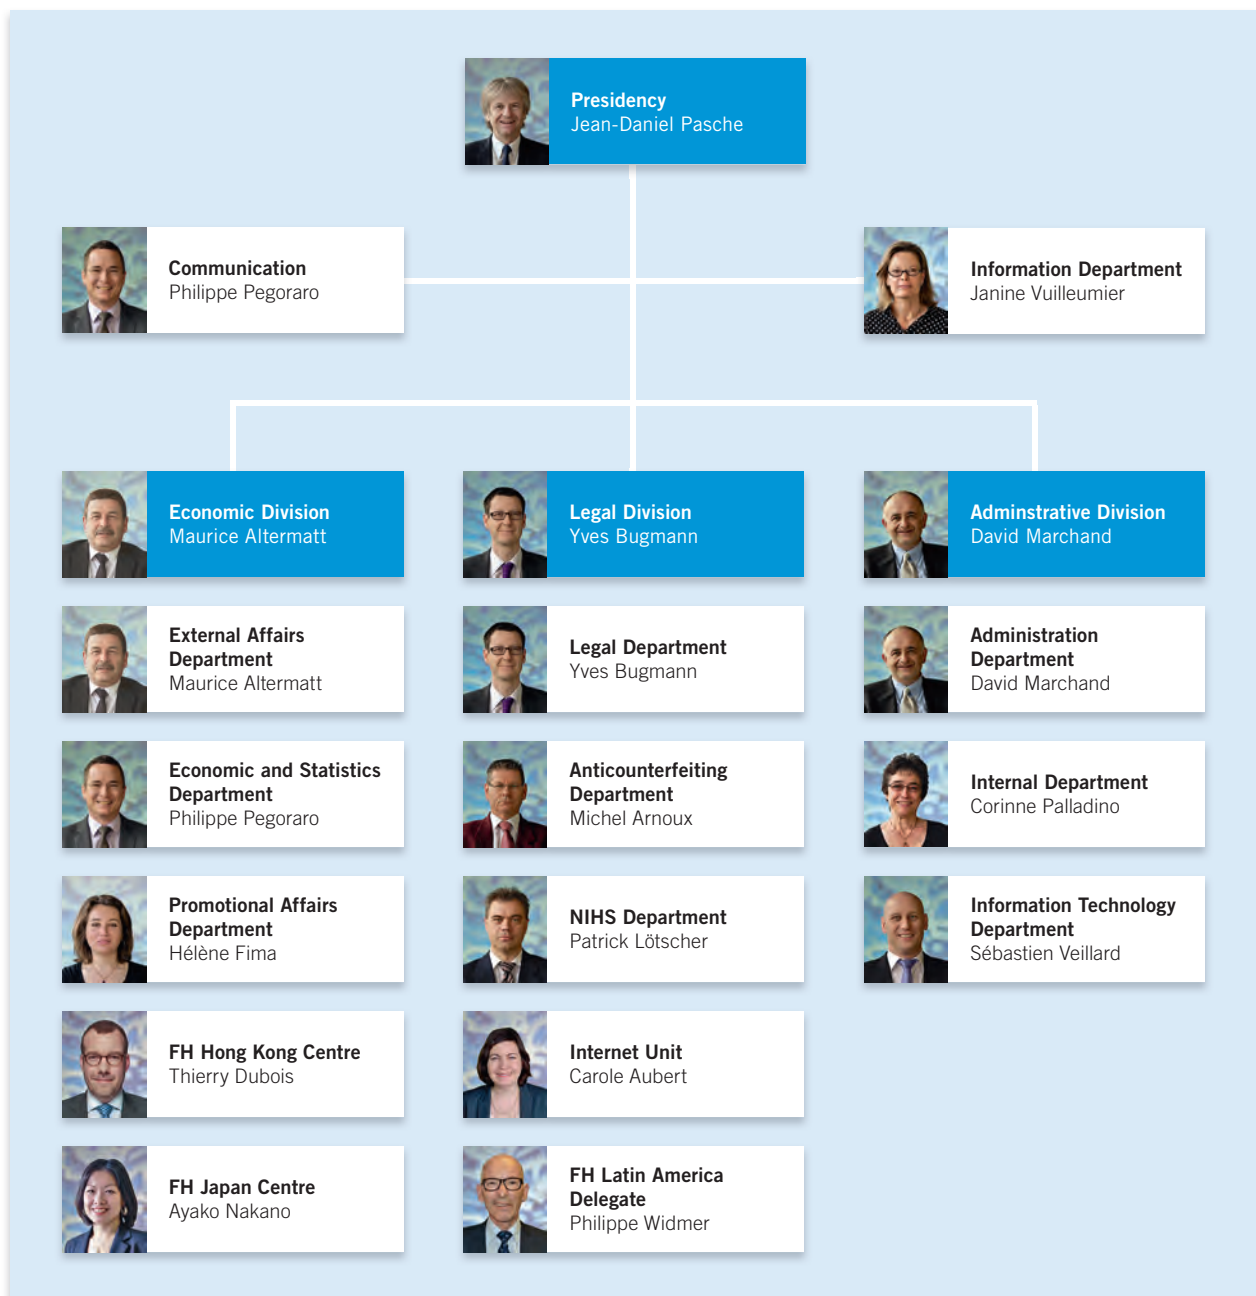 Presidency
Jean-Daniel Pasche
Communication
Philippe Pegoraro
Information Department
Janine Vuilleumier
Economic Division
Maurice Altermatt
Legal Division
Yves Bugmann
Adminstrative Division
David Marchand
External Affairs
Department
Maurice Altermatt
Legal Department
Yves Bugmann
Administration
Department
David Marchand
Economic and Statistics
Department
Philippe Pegoraro
Anticounterfeiting
Department
Michel Arnoux
Internal Department
Corinne Palladino
Promotional Affairs
Department
Hélène Fima
NIHS Department
Patrick Lötscher
Information Technology
Department
Sébastien Veillard
FH Hong Kong Centre
Thierry Dubois
Internet Unit
Carole Aubert
FH Japan Centre
Ayako Nakano
FH Latin America
Delegate
Philippe Widmer